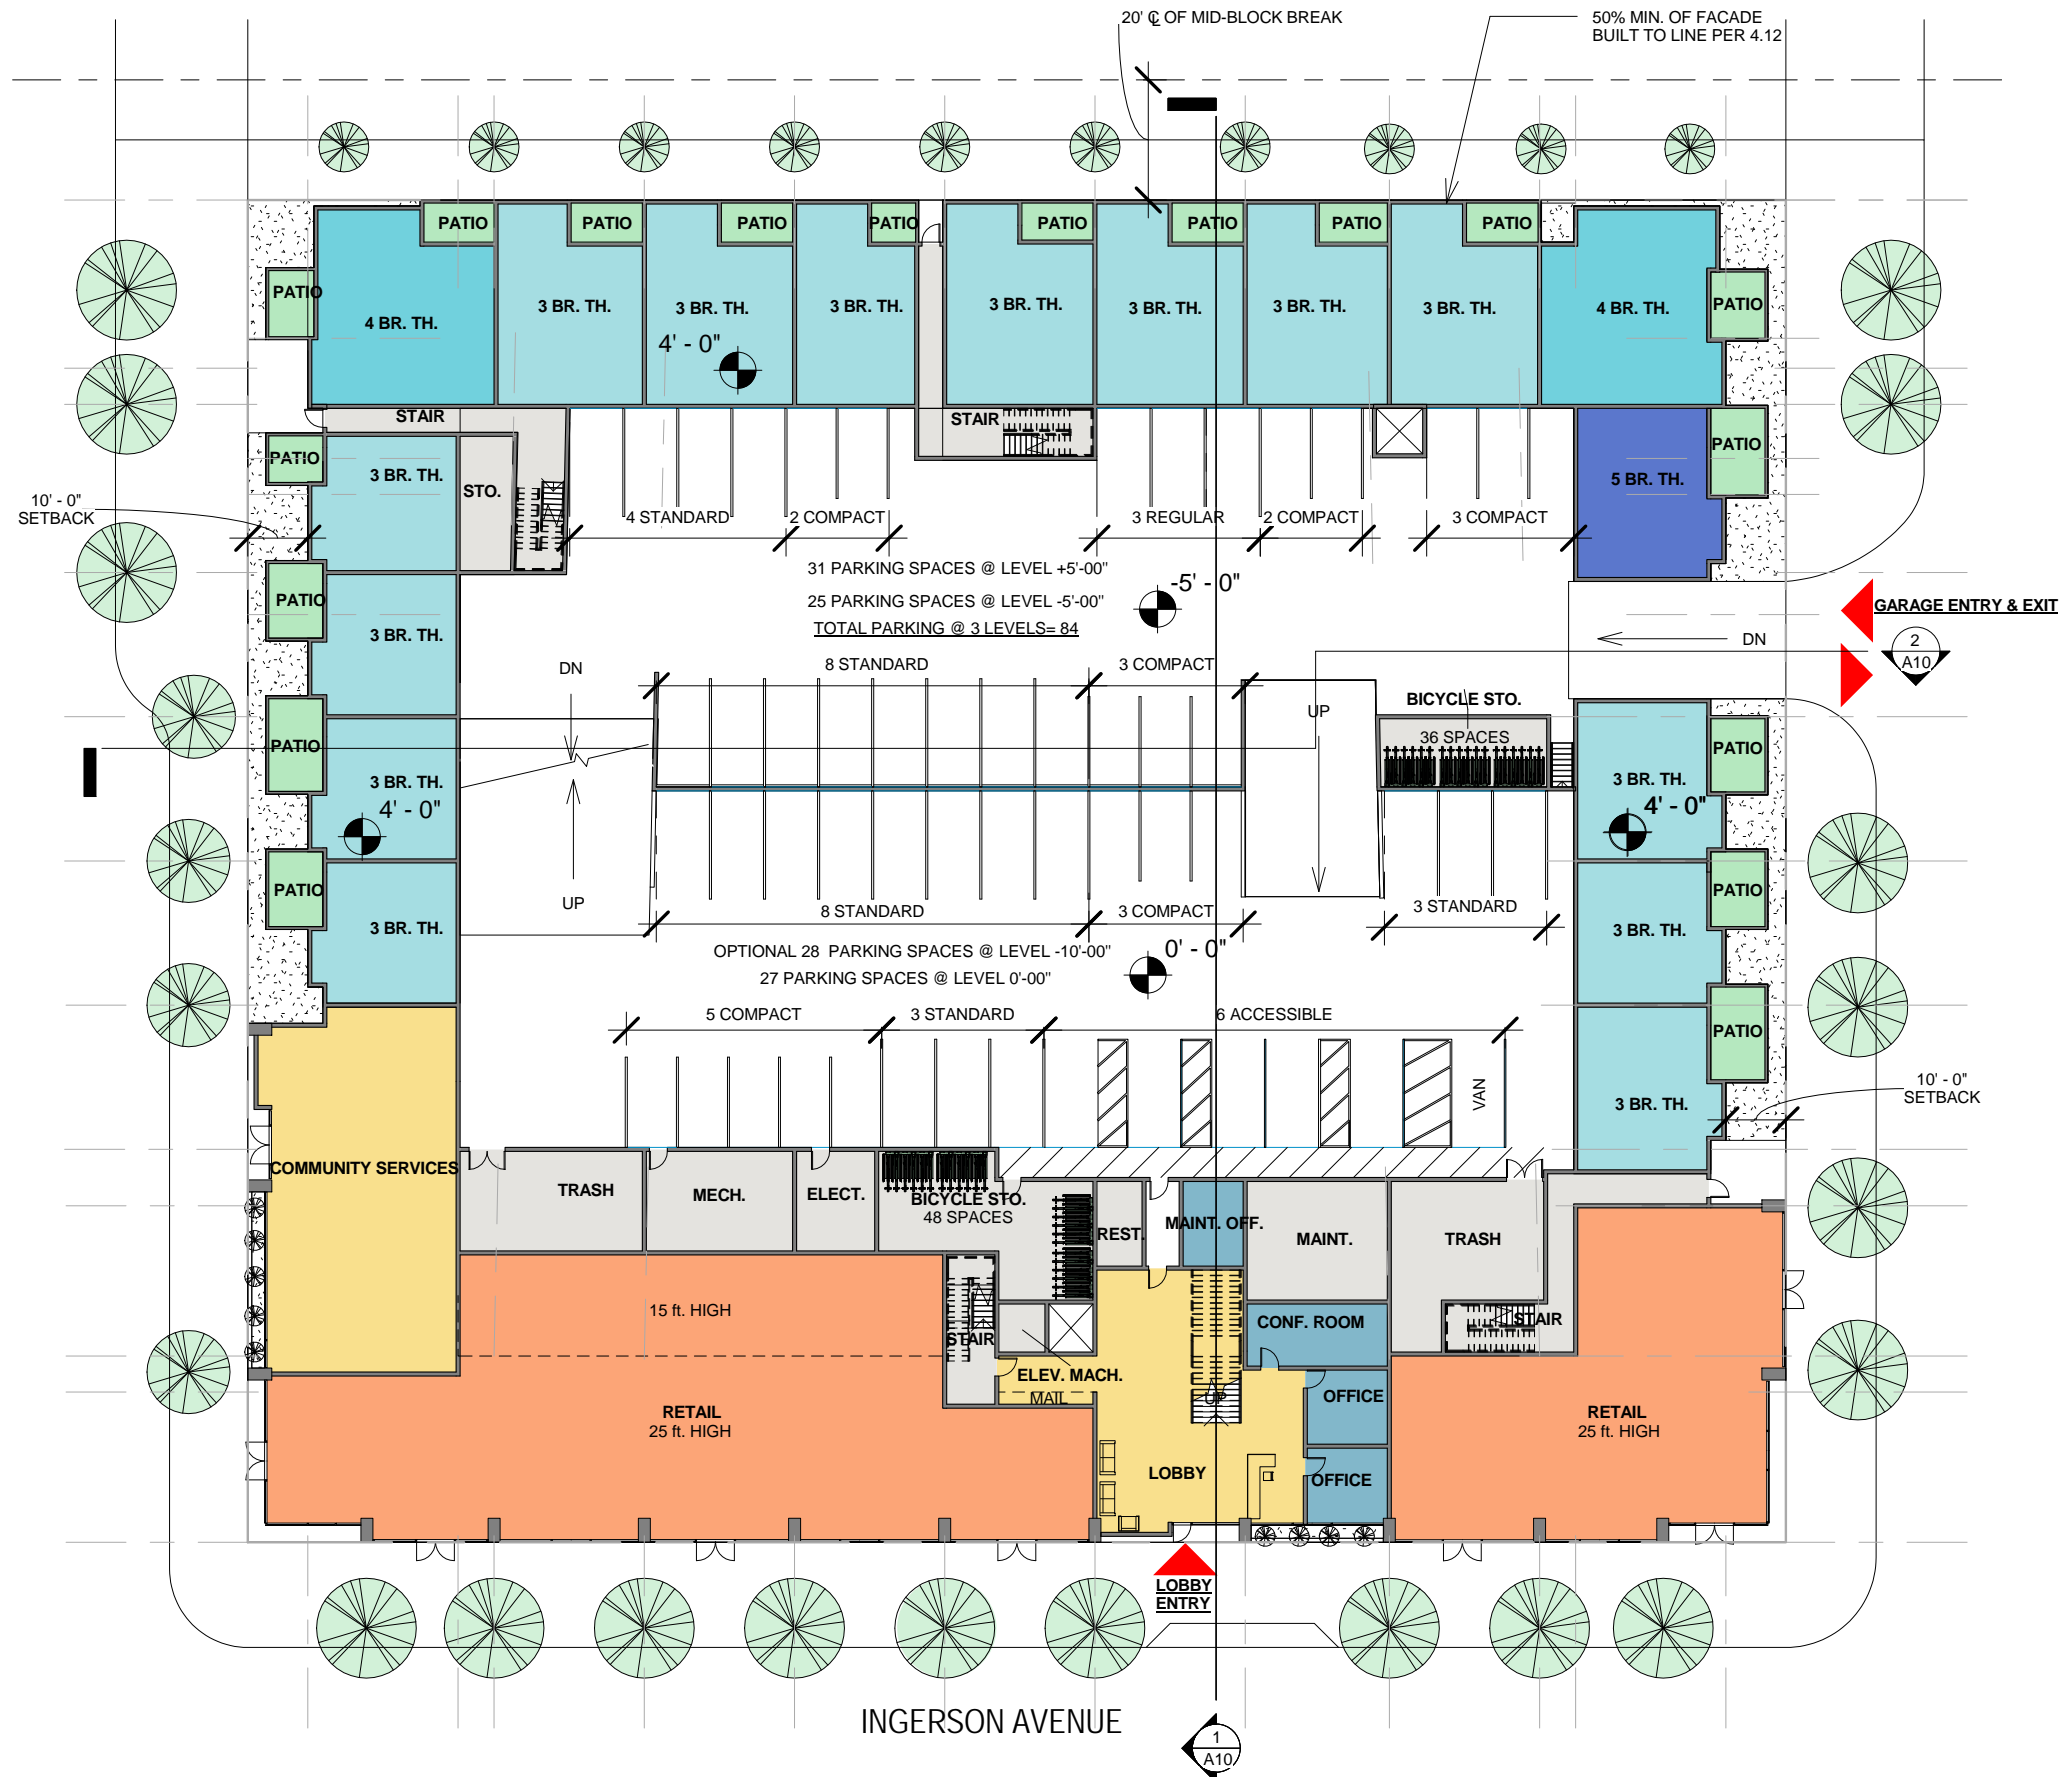 20' ℄ OF MID-BLOCK BREAK
50% MIN. OF FACADE
BUILT TO LINE PER 4.12
PATIO
PATIO
PATIO
PATIO
PATIO
PATIO
PATIO
PATIO
PATIO
PATIO
4 BR. TH.
3 BR. TH.
3 BR. TH.
3 BR. TH.
3 BR. TH.
3 BR. TH.
3 BR. TH.
3 BR. TH.
4 BR. TH.
4' - 0"
STAIR
STAIR
PATIO
PATIO
3 BR. TH.
STO.
5 BR. TH.
10' - 0"
SETBACK
4 STANDARD
2 COMPACT
3 REGULAR
2 COMPACT
3 COMPACT
31 PARKING SPACES @ LEVEL +5'-00"
25 PARKING SPACES @ LEVEL -5'-00"
TOTAL PARKING @ 3 LEVELS= 84
-5' - 0"
PATIO
3 BR. TH.
GARAGE ENTRY & EXIT
DN
2
A10
DN
8 STANDARD
3 COMPACT
UP
BICYCLE STO.
36 SPACES
PATIO
3 BR. TH.
4' - 0"
PATIO
3 BR. TH.
4' - 0"
PATIO
3 BR. TH.
UP
8 STANDARD
3 COMPACT
3 STANDARD
PATIO
3 BR. TH.
OPTIONAL 28 PARKING SPACES @ LEVEL -10'-00"
27 PARKING SPACES @ LEVEL 0'-00"
0' - 0"
5 COMPACT
3 STANDARD
6 ACCESSIBLE
VAN
PATIO
3 BR. TH.
10' - 0"
SETBACK
COMMUNITY SERVICES
TRASH
MECH.
ELECT.
BICYCLE STO.
48 SPACES
REST.
MAINT. OFF.
MAINT.
TRASH
15 ft. HIGH
STAIR
ELEV. MACH.
MAIL
UP
CONF. ROOM
STAIR
OFFICE
RETAIL
25 ft. HIGH
RETAIL
25 ft. HIGH
LOBBY
OFFICE
LOBBY
ENTRY
INGERSON AVENUE
1
A10